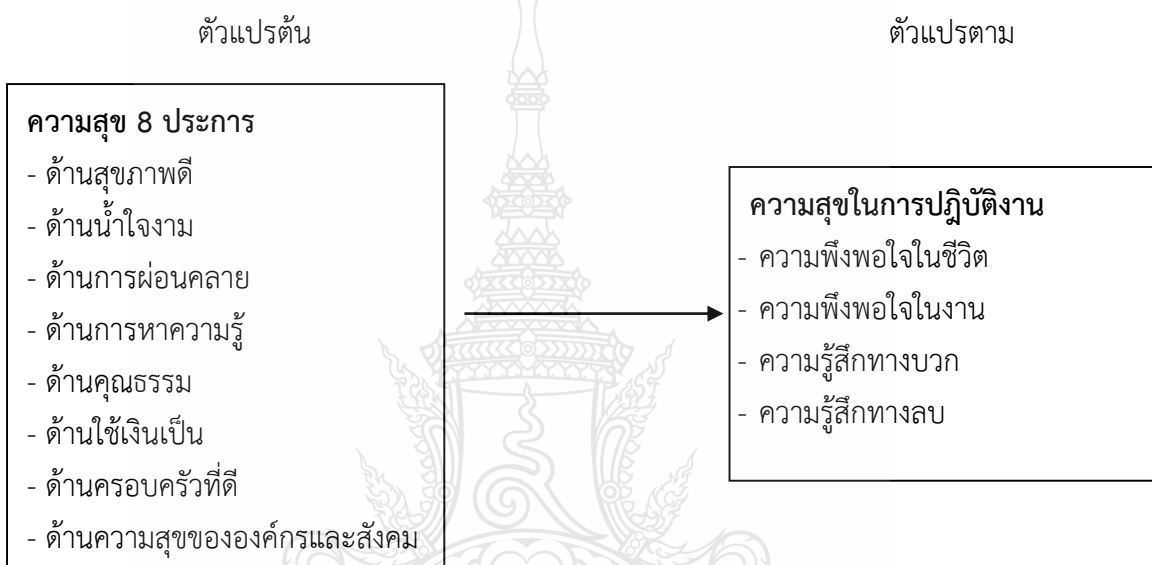 ตัวแปรต้น
ตัวแปรตาม
ความสุข 8 ประการ
- ด้านสุขภาพดี
- ด้านน้ำใจงาม
- ด้านการผ่อนคลาย
- ด้านการหาความรู้
- ด้านคุณธรรม
- ด้านใช้เงินเป็น
- ด้านครอบครัวที่ดี
- ด้านความสุขขององค์กรและสังคม
ความสุขในการปฎิบัติงาน
- ความพึงพอใจในชีวิต
- ความพึงพอใจในงาน
- ความรู้สึกทางบวก
- ความรู้สึกทางลบ